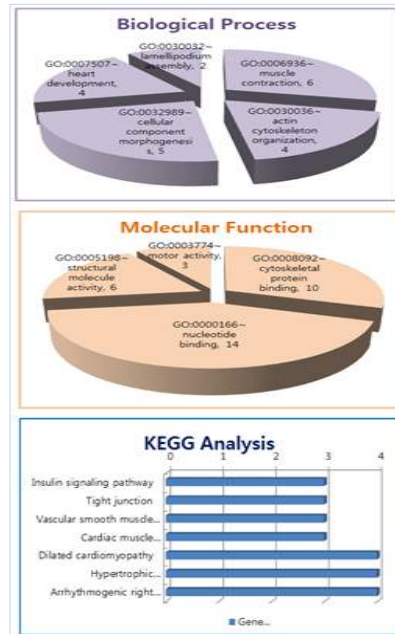 Biological Process
GO:0030032~
lamellipodium
assembly, 2
GO:0006936~
muscle
contraction, 6
GO:0007507~
heart
development,
4
GO:0032989~
cellular
component
morphogenesi
s, 5
GO:0030036~
actin
cytoskeleton
organization,
4
Molecular Function
GO:0003774~
motor activity,
3
GO:0005198~
structural
molecule
activity, 6
GO:0008092~
cytoskeletal
protein
binding, 10
GO:0000166~
nucleotide
binding, 14
KEGG Analysis
0 1 2 3 4
Insulin signaling pathway
Tight junction
Vascular smooth muscle...
Cardiac muscle...
Dilated cardiomyopathy
Hypertrophic...
Arrhythmogenic right...
Gene...